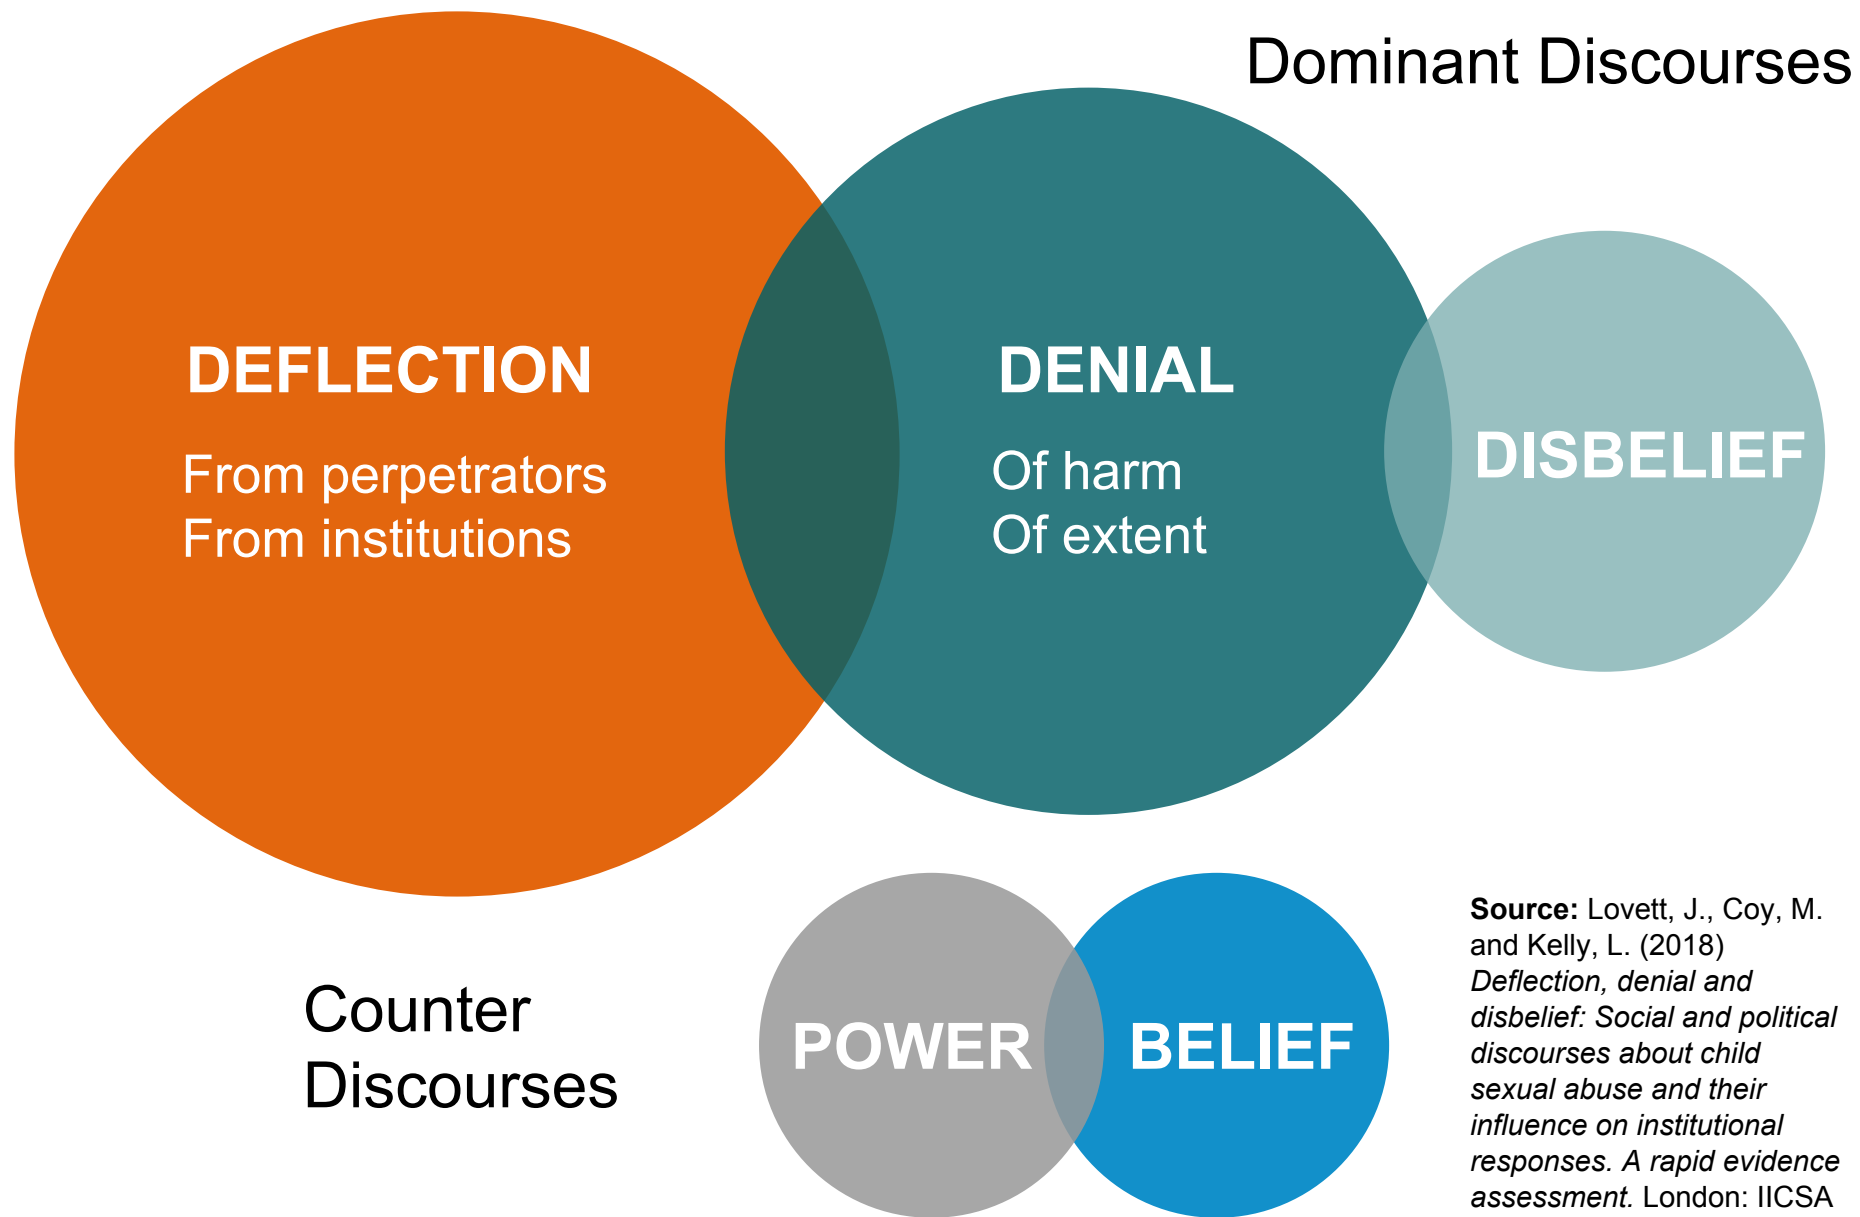 Dominant Discourses
DEFLECTION
From perpetrators
From institutions
DENIAL
Of harm
Of extent
DISBELIEF
Counter
Discourses
POWER
BELIEF
Source: Lovett, J., Coy, M.
and Kelly, L. (2018)
Deflection, denial and
disbelief: Social and political
discourses about child
sexual abuse and their
influence on institutional
responses. A rapid evidence
assessment. London: IICSA